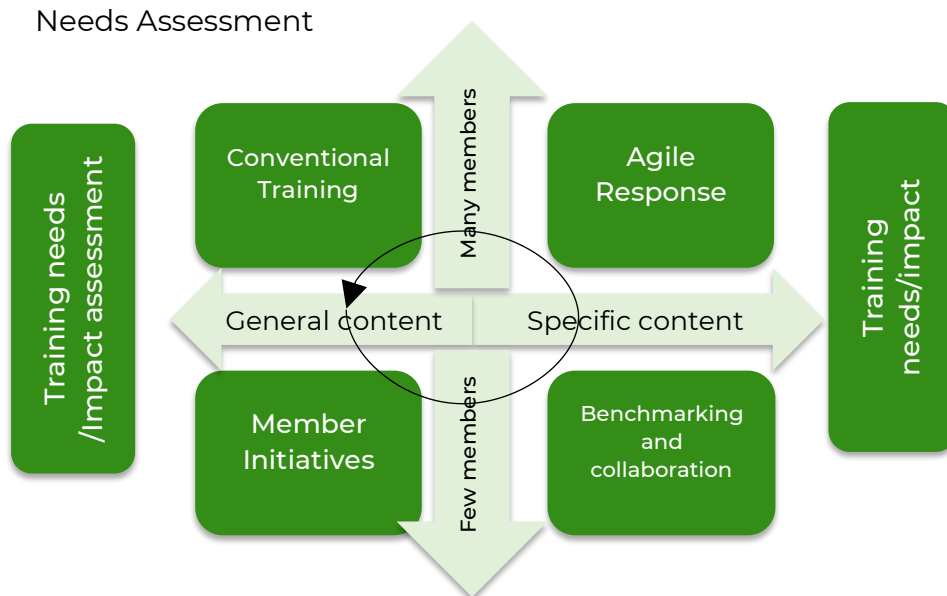 Needs Assessment
Training needs
/Impact assessment
Conventional
Training
Many members
Agile
Response
General content
Specific content
Member
Initiatives
Few members
Benchmarking
and
collaboration
Training
needs/impact